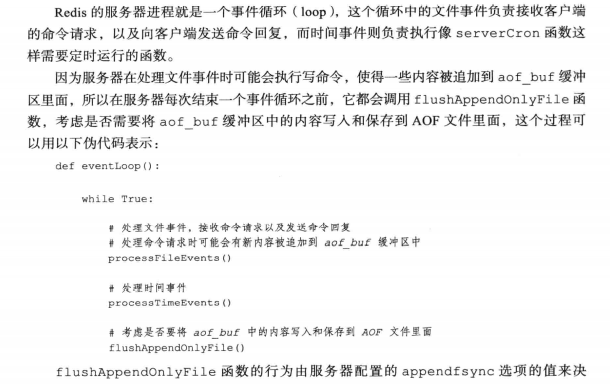 Redis 的服务器进程就是一个事件循环（loop），这个循环中的文件事件负责接收客户端
的命令请求，以及向客户端发送命令回复，而时间事件则负责执行像 serverCron 函数这
样需要定时运行的函数。
因为服务器在处理文件事件时可能会执行写命令，使得一些内容被追加到 aof_buf 缓冲
区里面，所以在服务器每次结束一个事件循环之前，它都会调用 flushAppendOnlyFile 函
数，考虑是否需要将 aof_buf 缓冲区中的内容写入和保存到 AOF 文件里面，这个过程可
以用以下伪代码表示：
def eventLoop():
while True:
# 处理文件事件，接收命令请求以及发送命令回复
# 处理命令请求时可能会有新内容被追加到 aof_buf 缓冲区中
processFileEvents()
# 处理时间事件
processTimeEvents()
# 考虑是否要将 aof_buf 中的内容写入和保存到 AOF 文件里面
flushAppendOnlyFile()
flushAppendOnlyFile 函数的行为由服务器配置的 appendfsync 选项的值来决